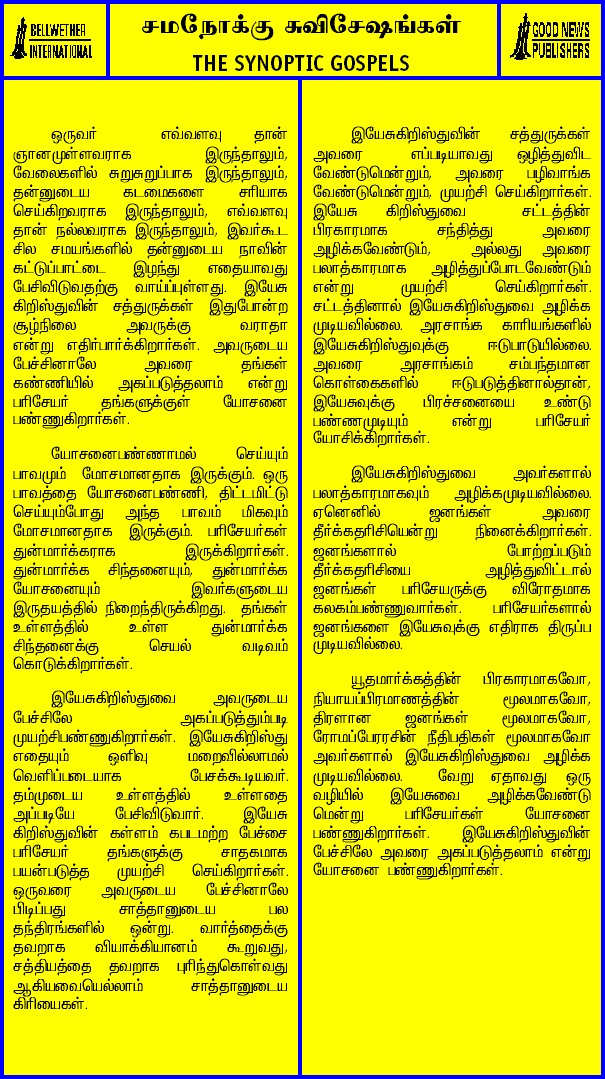 BELLWETHER
INTERNATIONAL
சமநோக்கு சுவிசேஷங்கள்
THE SYNOPTIC GOSPELS
GOOD NEWS
PUBLISHERS
ஒருவர் எவ்வளவு தான்
ஞானமுள்ளவராக இருந்தாலும்,
வேலைகளில் சுறுசுறுப்பாக இருந்தாலும்,
தன்னுடைய கடமைகளை சரியாக
செய்கிறவராக இருந்தாலும், எவ்வளவு
தான் நல்லவராக இருந்தாலும், இவர்கூட
சில சமயங்களில் தன்னுடைய நாவின்
கட்டுப்பாட்டை இழந்து எதையாவது
பேசிவிடுவதற்கு வாய்ப்புள்ளது. இயேசு
கிறிஸ்துவின் சத்துருக்கள் இதுபோன்ற
சூழ்நிலை அவருக்கு வராதா
என்று எதிர்பார்க்கிறார்கள். அவருடைய
பேச்சினாலே அவரை தங்கள்
கண்ணியில் அகப்படுத்தலாம் என்று
பரிசேயர் தங்களுக்குள் யோசனை
பண்ணுகிறார்கள்.
யோசனைபண்ணாமல் செய்யும்
பாவமும் மோசமானதாக இருக்கும். ஒரு
பாவத்தை யோசனைபண்ணி, திட்டமிட்டு
செய்யும்போது அந்த பாவம் மிகவும்
மோசமானதாக இருக்கும். பரிசேயர்கள்
துன்மார்க்கராக இருக்கிறார்கள்.
துன்மார்க்க சிந்தனையும், துன்மார்க்க
யோசனையும் இவர்களுடைய
இருதயத்தில் நிறைந்திருக்கிறது. தங்கள்
உள்ளத்தில் உள்ள துன்மார்க்க
சிந்தனைக்கு செயல் வடிவம்
கொடுக்கிறார்கள்.
இயேசுகிறிஸ்துவை அவருடைய
பேச்சிலே அகப்படுத்தும்படி
முயற்சிபண்ணுகிறார்கள். இயேசுகிறிஸ்து
எதையும் ஒளிவு மறைவில்லாமல்
வெளிப்படையாக பேசக்கூடியவர்.
தம்முடைய உள்ளத்தில் உள்ளதை
அப்படியே பேசிவிடுவார். இயேசு
கிறிஸ்துவின் கள்ளம் கபடமற்ற பேச்சை
பரிசேயர் தங்களுக்கு சாதகமாக
பயன்படுத்த முயற்சி செய்கிறார்கள்.
ஒருவரை அவருடைய பேச்சினாலே
பிடிப்பது சாத்தானுடைய பல
தந்திரங்களில் ஒன்று. வார்த்தைக்கு
தவறாக வியாக்கியானம் கூறுவது,
சத்தியத்தை தவறாக புரிந்துகொள்வது
ஆகியவையெல்லாம் சாத்தானுடைய
கிரியைகள்.
இயேசுகிறிஸ்துவின் சத்துருக்கள்
அவரை எப்படியாவது ஒழித்துவிட
வேண்டுமென்றும், அவரை பழிவாங்க
வேண்டுமென்றும், முயற்சி செய்கிறார்கள்.
இயேசு கிறிஸ்துவை சட்டத்தின்
பிரகாரமாக சந்தித்து அவரை
அழிக்கவேண்டும், அல்லது அவரை
பலாத்காரமாக அழித்துப்போடவேண்டும்
என்று முயற்சி செய்கிறார்கள்.
சட்டத்தினால் இயேசுகிறிஸ்துவை அழிக்க
முடியவில்லை. அரசாங்க காரியங்களில்
இயேசுகிறிஸ்துவுக்கு ஈடுபாடுயில்லை.
அவரை அரசாங்கம் சம்பந்தமான
கொள்கைகளில் ஈடுபடுத்தினால்தான்,
இயேசுவுக்கு பிரச்சனையை உண்டு
பண்ணமுடியும் என்று பரிசேயர்
யோசிக்கிறார்கள்.
இயேசுகிறிஸ்துவை அவர்களால்
பலாத்காரமாகவும் அழிக்கமுடியவில்லை.
ஏனெனில் ஜனங்கள் அவரை
தீர்க்கதரிசியென்று நினைக்கிறார்கள்.
ஜனங்களால் போற்றப்படும்
தீர்க்கதரிசியை அழித்துவிட்டால்
ஜனங்கள் பரிசேயருக்கு விரோதமாக
கலகம்பண்ணுவார்கள். பரிசேயர்களால்
ஜனங்களை இயேசுவுக்கு எதிராக திருப்ப
முடியவில்லை.
யூதமார்க்கத்தின் பிரகாரமாகவோ,
நியாயப்பிரமாணத்தின் மூலமாகவோ,
திரளான ஜனங்கள் மூலமாகவோ,
ரோமப்பேரரசின் நீதிபதிகள் மூலமாகவோ
அவர்களால் இயேசுகிறிஸ்துவை அழிக்க
முடியவில்லை. வேறு ஏதாவது ஒரு
வழியில் இயேசுவை அழிக்கவேண்டு
மென்று பரிசேயர்கள் யோசனை
பண்ணுகிறார்கள். இயேசுகிறிஸ்துவின்
பேச்சிலே அவரை அகப்படுத்தலாம் என்று
யோசனை பண்ணுகிறார்கள்.